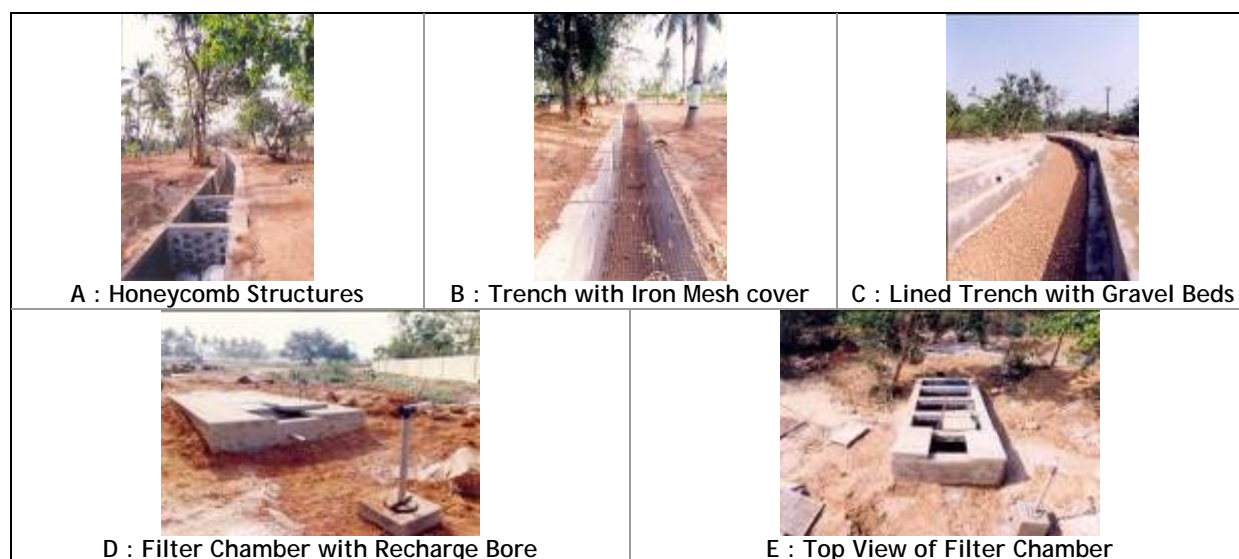 A : Honeycomb Structures
B : Trench with Iron Mesh cover
C : Lined Trench with Gravel Beds
D : Filter Chamber with Recharge Bore
E : Top View of Filter Chamber